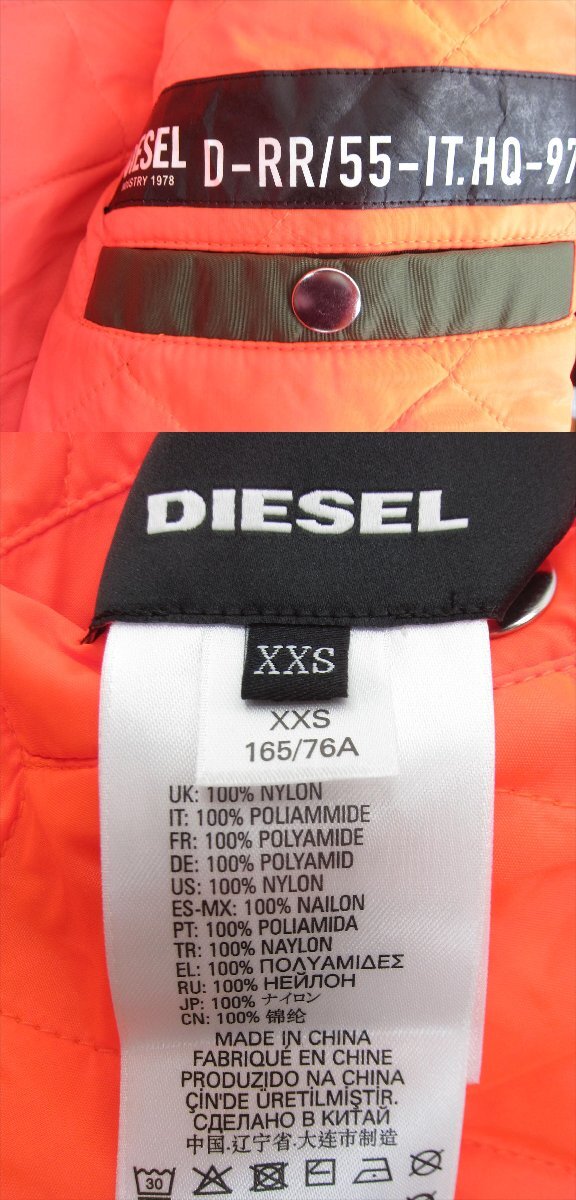 DIESEL D-RR/55-IT.HQ-97
INDUSTRY 1978
DIESEL
XXS
XXS
165/76A
UK: 100% NYLON
IT: 100% POLIAMMIDE
FR: 100% POLYAMIDE
DE: 100% POLYAMID
US: 100% NYLON
ES-MX: 100% NAILON
PT: 100% POLIAMIDA
TR: 100% NAYLON
EL: 100% ΠΟΛΥΑΜΙΔΕΣ
RU: 100% НЕЙЛОН
JP: 100% ナイロン
CN: 100% 锦纶
MADE IN CHINA
FABRIQUÉ EN CHINE
PRODUZIDO NA CHINA
ÇIN'DE ÜRETİLMİŞTİR.
СДЕЛАНО В КИТАЙ
中国.辽宁省.大连市制造
30